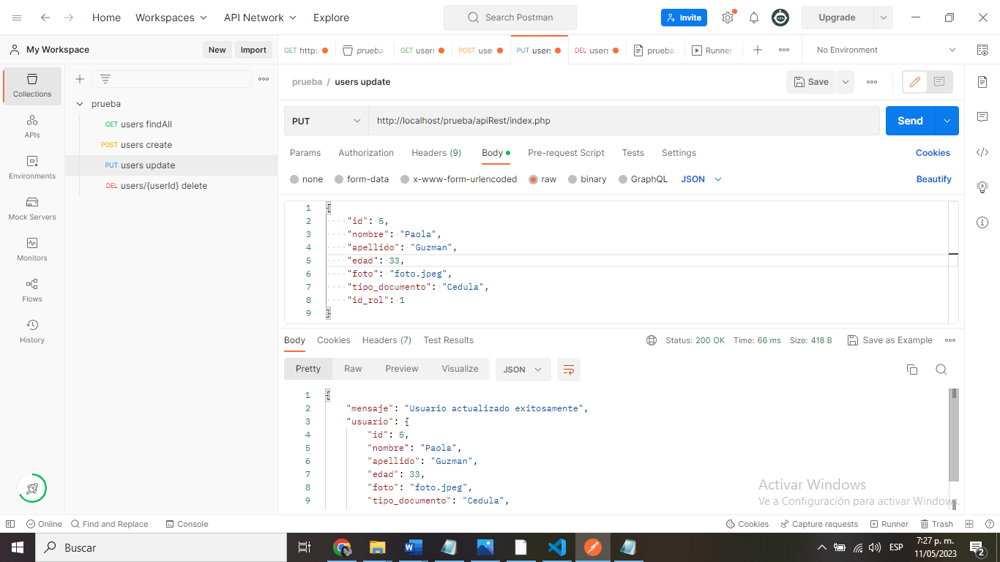 Home Workspaces API Network Explore Search Postman Invite Upgrade
My Workspace New Import GET http: prueba GET users POST use PUT users DEL users prueba Runner No Environment
Collections
APIs
Environments
Mock Servers
Monitors
Flows
History
prueba
GET users findAll
POST users create
PUT users update
DEL users/{userId} delete
prueba / users update Save
PUT http://localhost/prueba/apiRest/index.php Send
Params Authorization Headers (9) Body Pre-request Script Tests Settings Cookies
none form-data x-www-form-urlencoded raw binary GraphQL JSON Beautify
1 {
2 "id": 5,
3 "nombre": "Paola",
4 "apellido": "Guzman",
5 "edad": 33,
6 "foto": "foto.jpeg",
7 "tipo_documento": "Cedula",
8 "id_rol": 1
9 }
Body Cookies Headers (7) Test Results Status: 200 OK Time: 66 ms Size: 418 B Save as Example
Pretty Raw Preview Visualize JSON
1 {
2 "mensaje": "Usuario actualizado exitosamente",
3 "usuario": {
4 "id": 5,
5 "nombre": "Paola",
6 "apellido": "Guzman",
7 "edad": 33,
8 "foto": "foto.jpeg",
9 "tipo_documento": "Cedula",
Activar Windows
Ve a Configuración para activar Windows.
Online Find and Replace Console Cookies Capture requests Runner Trash
Buscar ESP 7:27 p. m.
11/05/2023 2